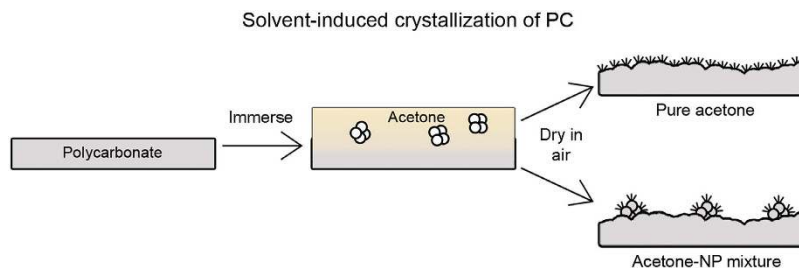 Solvent-induced crystallization of PC
Polycarbonate
Immerse
Acetone
Dry in
air
Pure acetone
Acetone-NP mixture